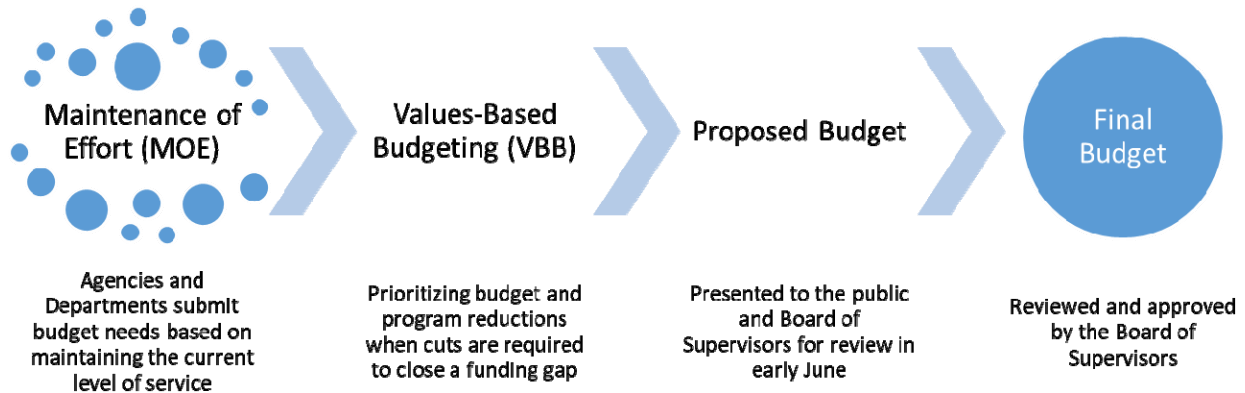 Maintenance of
Effort (MOE)
Values-Based
Budgeting (VBB)
Proposed Budget
Final
Budget
Agencies and
Departments submit
budget needs based on
maintaining the current
level of service
Prioritizing budget and
program reductions
when cuts are required
to close a funding gap
Presented to the public
and Board of
Supervisors for review in
early June
Reviewed and approved
by the Board of
Supervisors